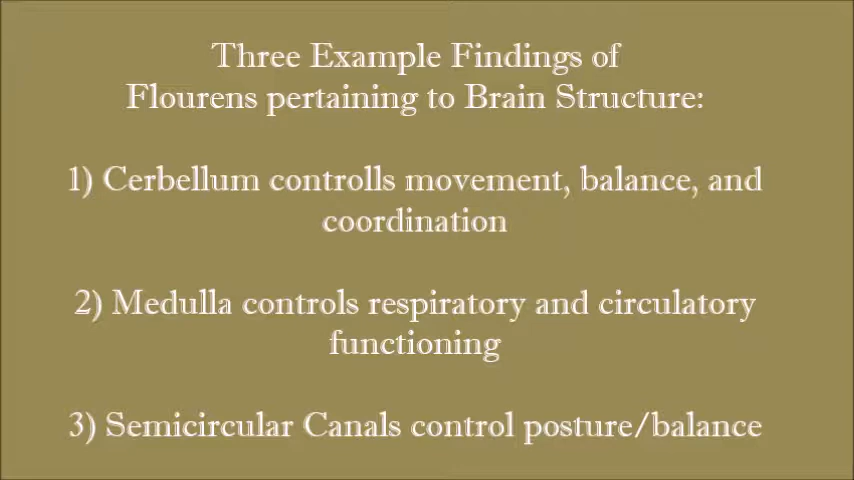 Three Example Findings of
Flourens pertaining to Brain Structure:
1) Cerbellum controlls movement, balance, and
coordination
2) Medulla controls respiratory and circulatory
functioning
3) Semicircular Canals control posture/balance